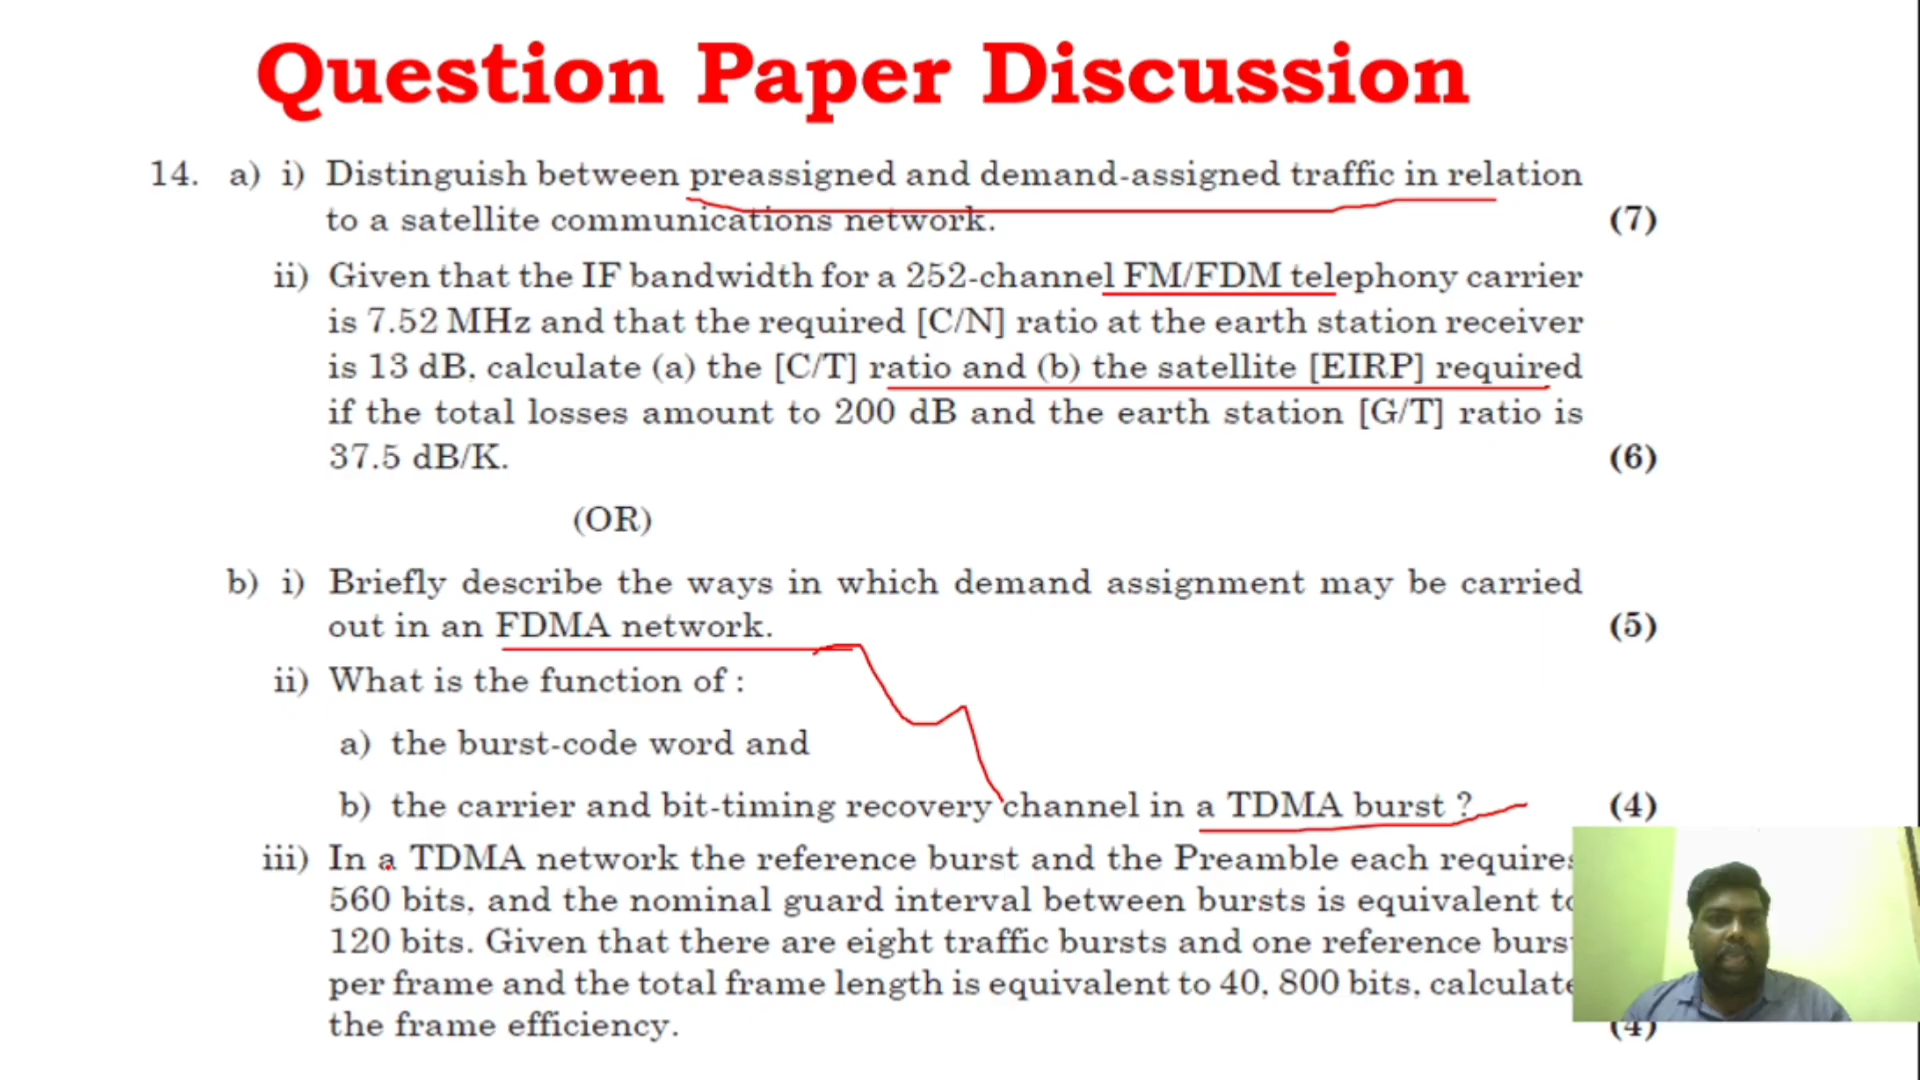 Question Paper Discussion
14. a) i) Distinguish between preassigned and demand-assigned traffic in relation
to a satellite communications network. (7)
ii) Given that the IF bandwidth for a 252-channel FM/FDM telephony carrier
is 7.52 MHz and that the required [C/N] ratio at the earth station receiver
is 13 dB, calculate (a) the [C/T] ratio and (b) the satellite [EIRP] required
if the total losses amount to 200 dB and the earth station [G/T] ratio is
37.5 dB/K. (6)
(OR)
b) i) Briefly describe the ways in which demand assignment may be carried
out in an FDMA network. (5)
ii) What is the function of :
a) the burst-code word and
b) the carrier and bit-timing recovery channel in a TDMA burst ? (4)
iii) In a TDMA network the reference burst and the Preamble each requires
560 bits, and the nominal guard interval between bursts is equivalent to
120 bits. Given that there are eight traffic bursts and one reference burst
per frame and the total frame length is equivalent to 40, 800 bits, calculate
the frame efficiency. (4)